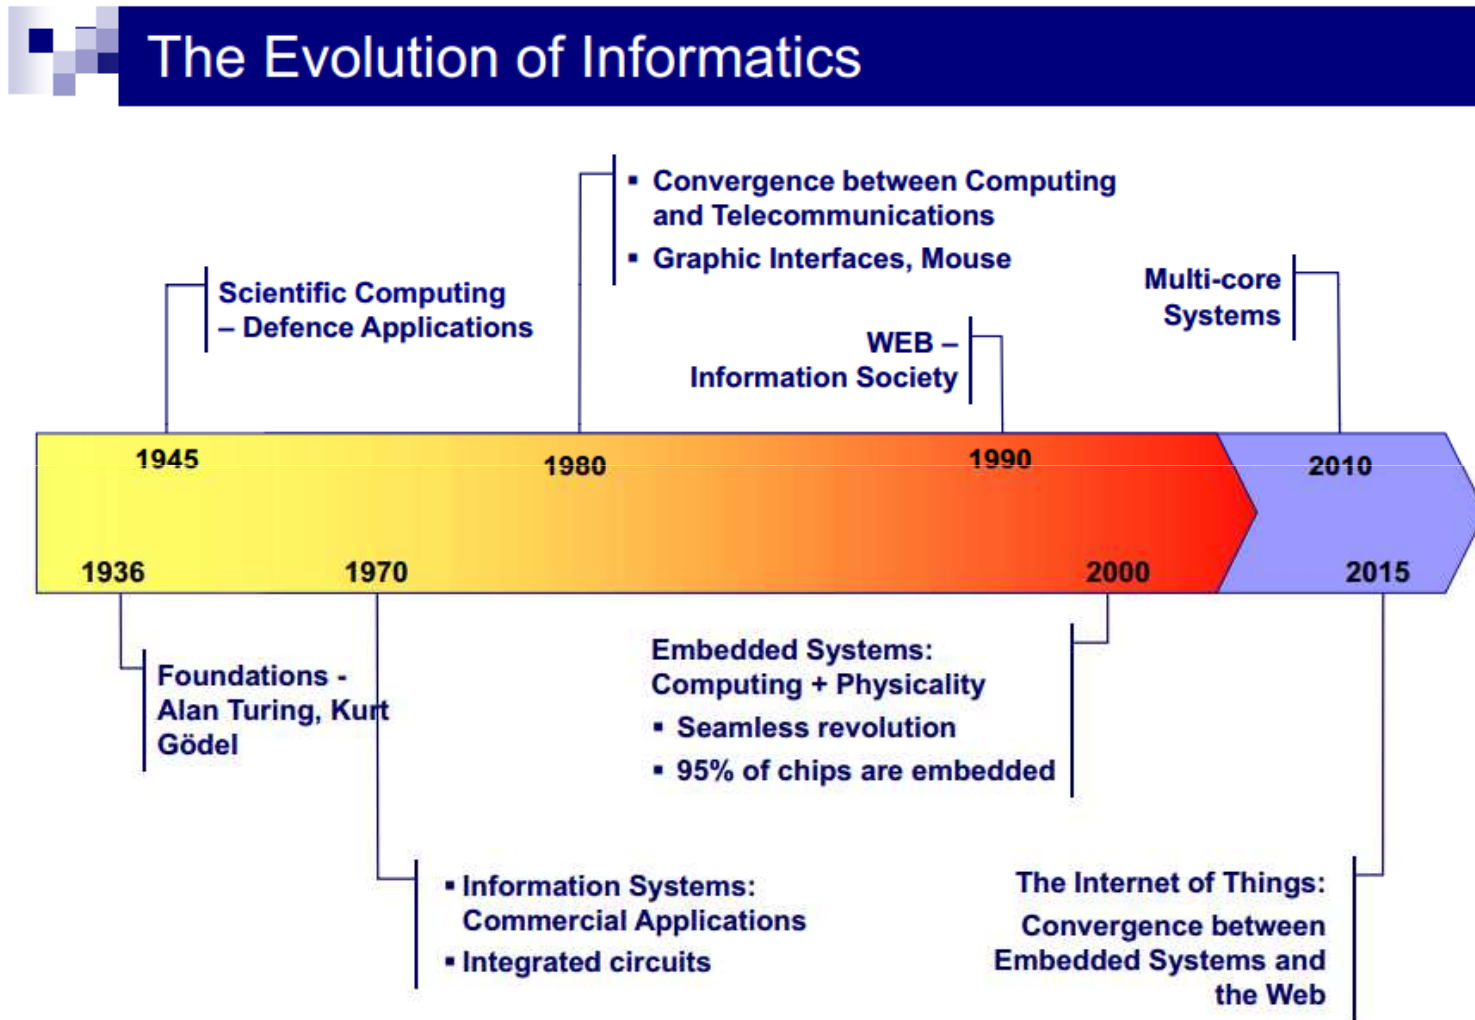 The Evolution of Informatics
▪ Convergence between Computing
and Telecommunications
▪ Graphic Interfaces, Mouse
Scientific Computing
– Defence Applications
Multi-core
Systems
WEB –
Information Society
1945
1980
1990
2010
1936
1970
2000
2015
Foundations -
Alan Turing, Kurt
Gödel
Embedded Systems:
Computing + Physicality
▪ Seamless revolution
▪ 95% of chips are embedded
▪ Information Systems:
Commercial Applications
▪ Integrated circuits
The Internet of Things:
Convergence between
Embedded Systems and
the Web